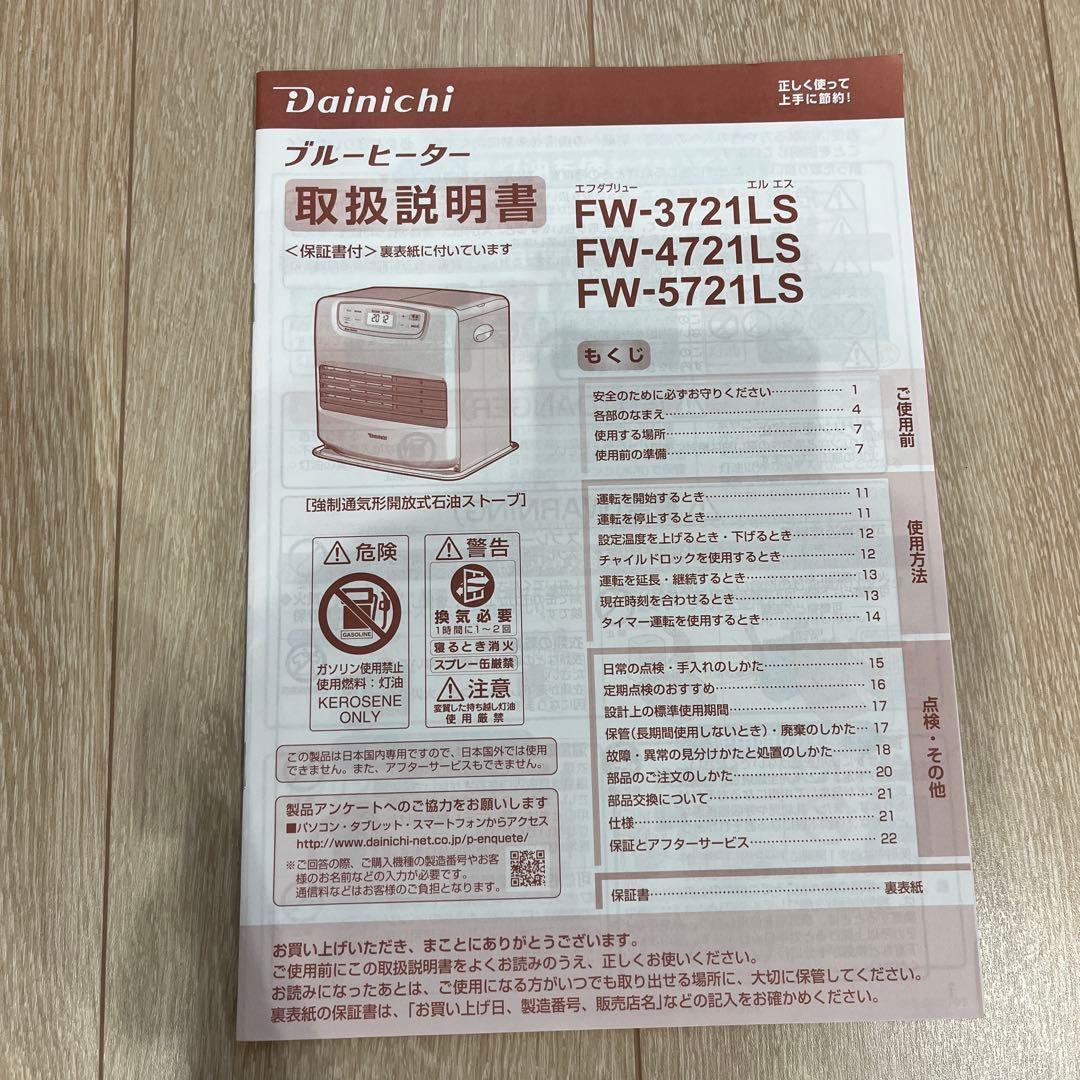 Dainichi
正しく使って
上手に節約!
ブルーヒーター
取扱説明書
<保証書付>裏表紙に付いています
エフダブリュー エル エス
FW-3721LS
FW-4721LS
FW-5721LS
2012
Dainichi
[強制通気形開放式石油ストーブ]
危険
GASOLINE
ガソリン使用禁止
使用燃料:灯油
KEROSENE
ONLY
警告
換気必要
1時間に1~2回
寝るとき消火
スプレー缶厳禁
注意
変質した持ち越し灯油
使用厳禁
この製品は日本国内専用ですので、日本国外では使用
できません。また、アフターサービスもできません。
製品アンケートへのご協力をお願いします
■パソコン・タブレット・スマートフォンからアクセス
http://www.dainichi-net.co.jp/p-enquete/
※ご回答の際、ご購入機種の製造番号やお客
様のお名前などの入力が必要です。
通信料などはお客様のご負担となります。
もくじ
ご使用前
安全のために必ずお守りください……………… 1
各部のなまえ……………… 4
使用する場所……………… 7
使用前の準備……………… 7
使用方法
運転を開始するとき……………… 11
運転を停止するとき……………… 11
設定温度を上げるとき・下げるとき……………… 12
チャイルドロックを使用するとき……………… 12
運転を延長・継続するとき……………… 13
現在時刻を合わせるとき……………… 13
タイマー運転を使用するとき……………… 14
点検・その他
日常の点検・手入れのしかた……………… 15
定期点検のおすすめ……………… 16
設計上の標準使用期間……………… 17
保管(長期間使用しないとき)・廃棄のしかた… 17
故障・異常の見分けかたと処置のしかた……… 18
部品のご注文のしかた……………… 20
部品交換について……………… 21
仕様……………… 21
保証とアフターサービス……………… 22
保証書……………… 裏表紙
お買い上げいただき、まことにありがとうございます。
ご使用前にこの取扱説明書をよくお読みのうえ、正しくお使いください。
お読みになったあとは、ご使用になる方がいつでも取り出せる場所に、大切に保管してください。
裏表紙の保証書は、「お買い上げ日、製造番号、販売店名」などの記入をお確かめください。